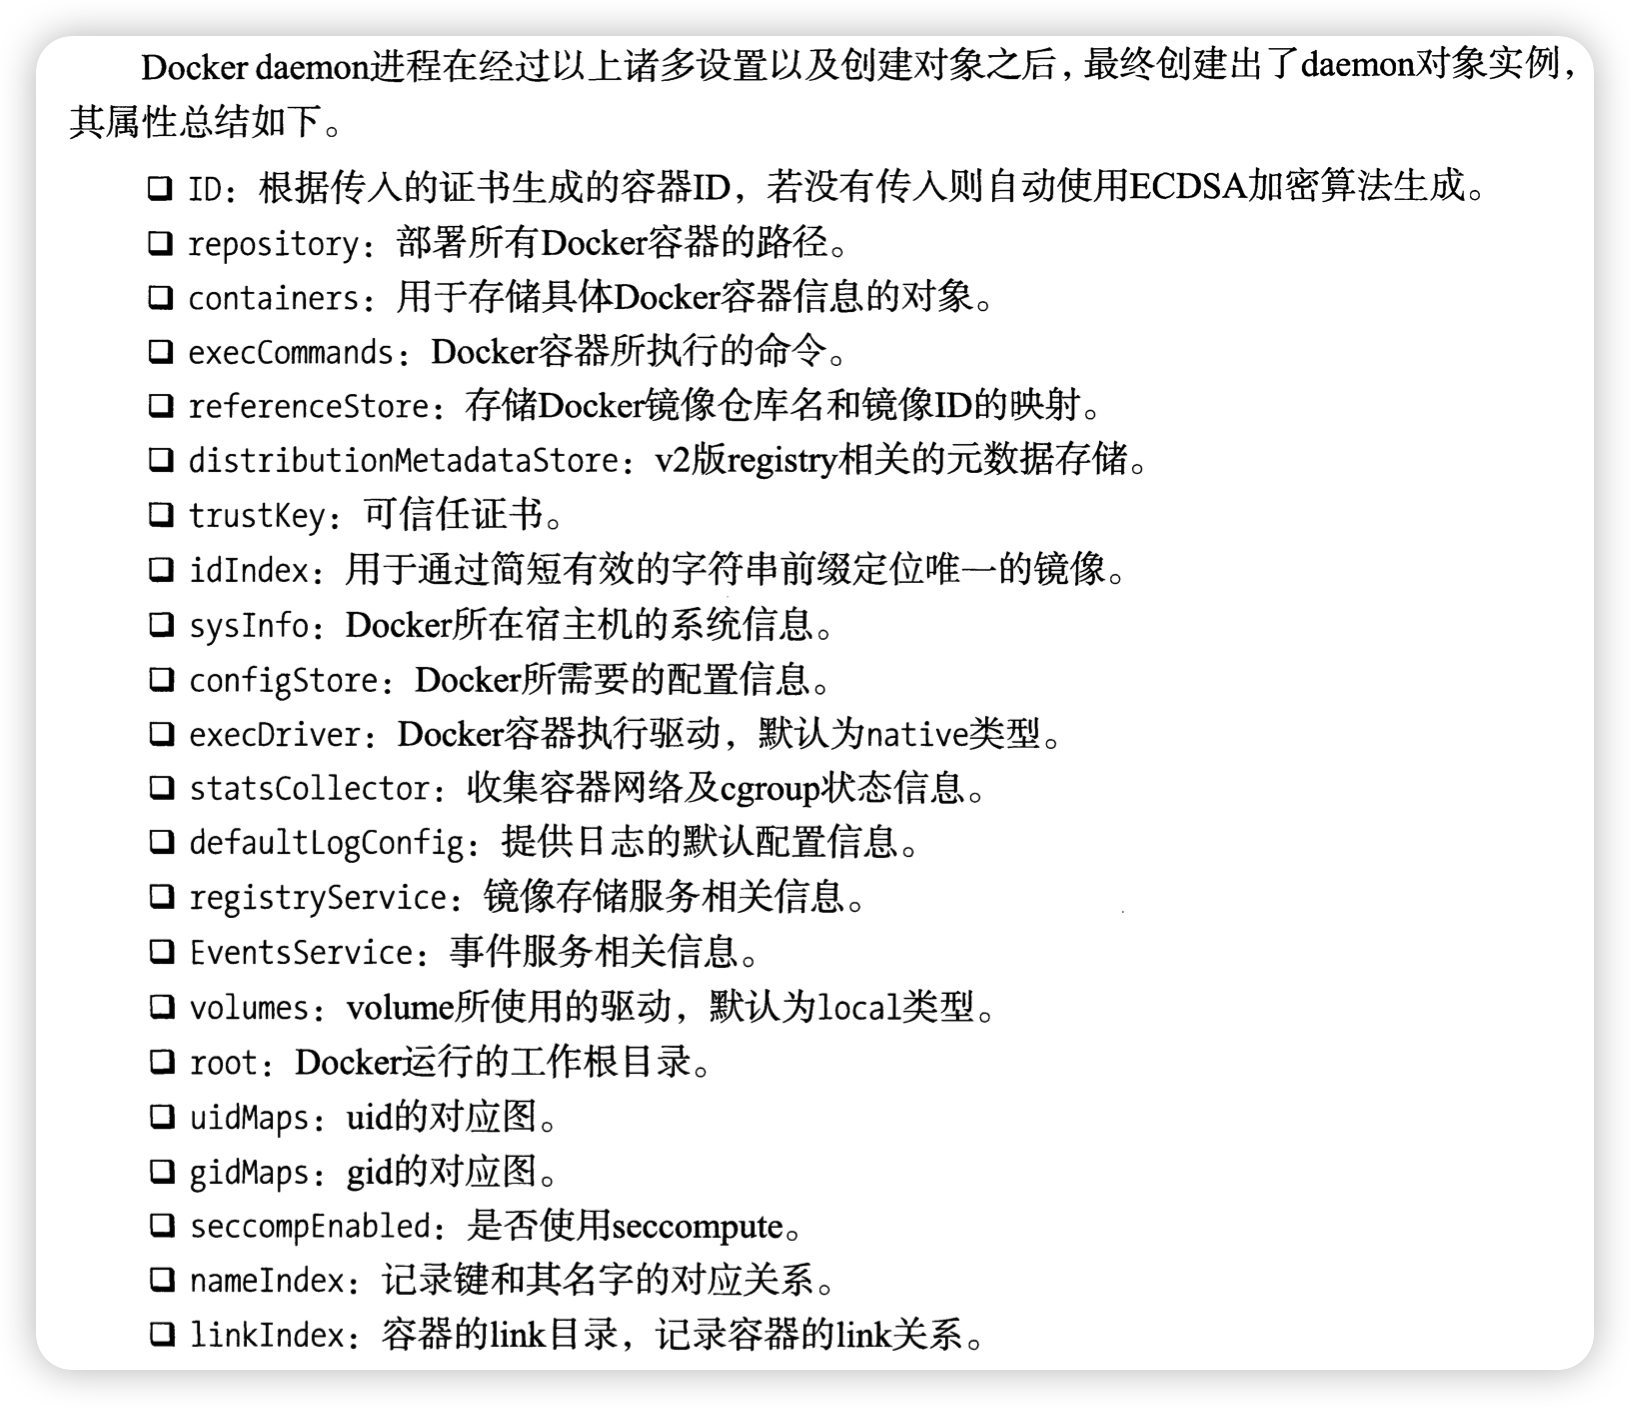 Docker daemon进程在经过以上诸多设置以及创建对象之后，最终创建出了daemon对象实例，
其属性总结如下。
❑ ID：根据传入的证书生成的容器ID，若没有传入则自动使用ECDSA加密算法生成。
❑ repository：部署所有Docker容器的路径。
❑ containers：用于存储具体Docker容器信息的对象。
❑ execCommands：Docker容器所执行的命令。
❑ referenceStore：存储Docker镜像仓库名和镜像ID的映射。
❑ distributionMetadataStore：v2版registry相关的元数据存储。
❑ trustKey：可信任证书。
❑ idIndex：用于通过简短有效的字符串前缀定位唯一的镜像。
❑ sysInfo：Docker所在宿主机的系统信息。
❑ configStore：Docker所需要的配置信息。
❑ execDriver：Docker容器执行驱动，默认为native类型。
❑ statsCollector：收集容器网络及cgroup状态信息。
❑ defaultLogConfig：提供日志的默认配置信息。
❑ registryService：镜像存储服务相关信息。
❑ EventsService：事件服务相关信息。
❑ volumes：volume所使用的驱动，默认为local类型。
❑ root：Docker运行的工作根目录。
❑ uidMaps：uid的对应图。
❑ gidMaps：gid的对应图。
❑ seccompEnabled：是否使用seccompute。
❑ nameIndex：记录键和其名字的对应关系。
❑ linkIndex：容器的link目录，记录容器的link关系。